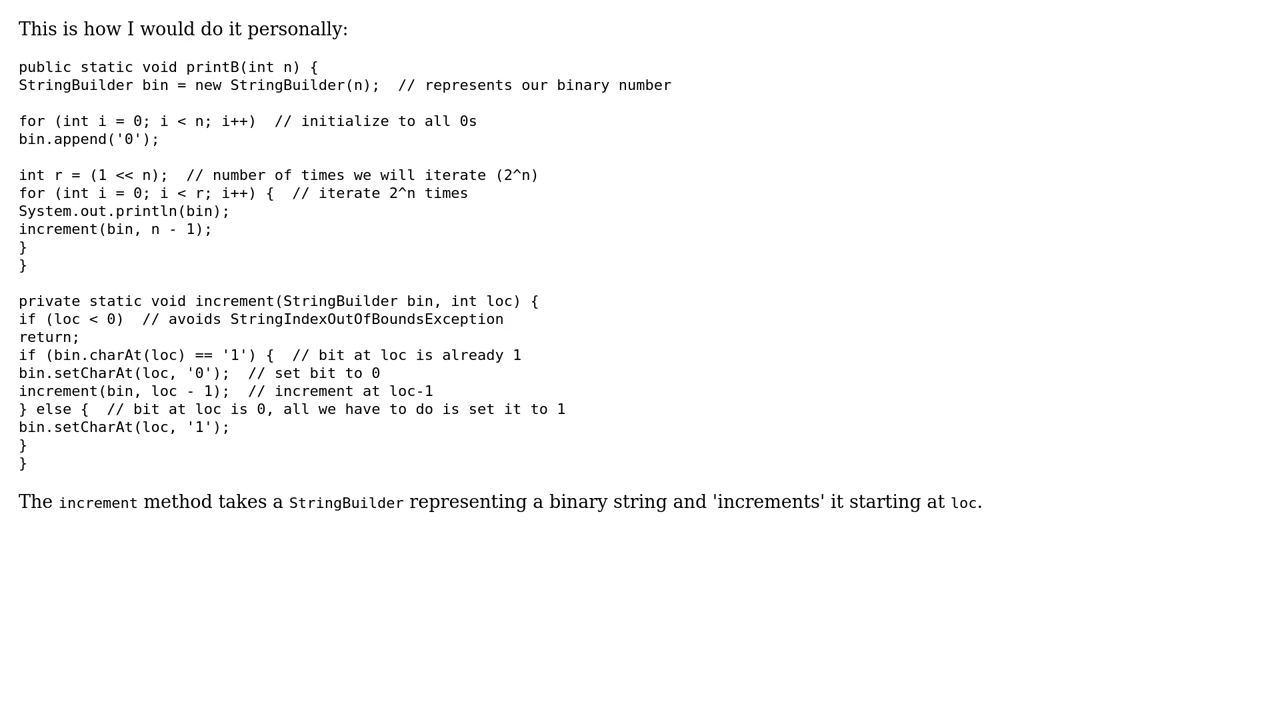 This is how I would do it personally:
public static void printB(int n) {
StringBuilder bin = new StringBuilder(n);  // represents our binary number
for (int i = 0; i < n; i++)  // initialize to all 0s
bin.append('0');
int r = (1 << n);  // number of times we will iterate (2^n)
for (int i = 0; i < r; i++) {  // iterate 2^n times
System.out.println(bin);
increment(bin, n - 1);
}
}
private static void increment(StringBuilder bin, int loc) {
if (loc < 0)  // avoids StringIndexOutOfBoundsException
return;
if (bin.charAt(loc) == '1') {  // bit at loc is already 1
bin.setCharAt(loc, '0');  // set bit to 0
increment(bin, loc - 1);  // increment at loc-1
} else {  // bit at loc is 0, all we have to do is set it to 1
bin.setCharAt(loc, '1');
}
}
The increment method takes a StringBuilder representing a binary string and 'increments' it starting at loc.